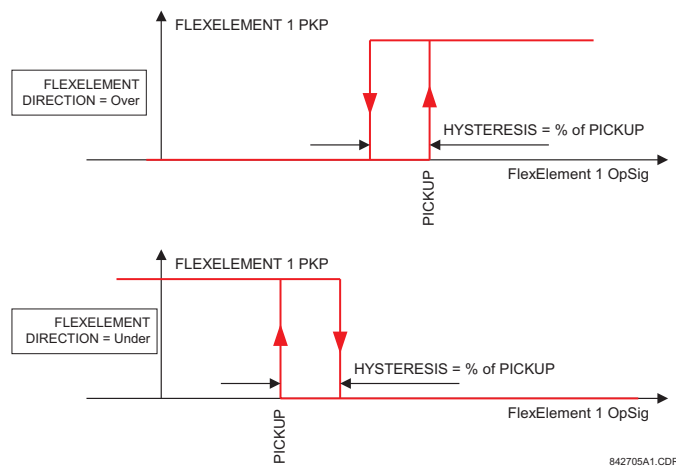 FLEXELEMENT 1 PKP
FLEXELEMENT
DIRECTION = Over
HYSTERESIS = % of PICKUP
FlexElement 1 OpSig
PICKUP
FLEXELEMENT 1 PKP
FLEXELEMENT
DIRECTION = Under
HYSTERESIS = % of PICKUP
FlexElement 1 OpSig
PICKUP
842705A1.CDR